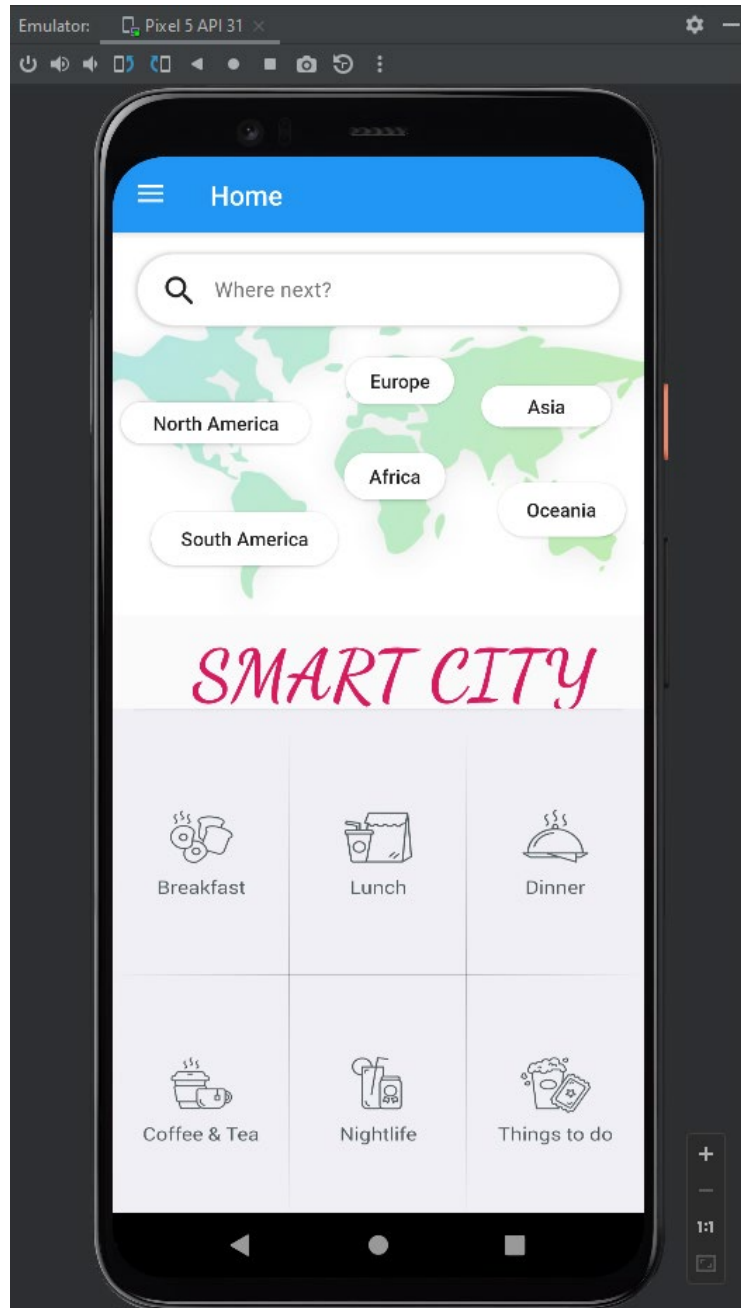 Emulator: Pixel 5 API 31
Home
Where next?
Europe
Asia
North America
Africa
Oceania
South America
SMART CITY
Breakfast
Lunch
Dinner
Coffee & Tea
Nightlife
Things to do
1:1